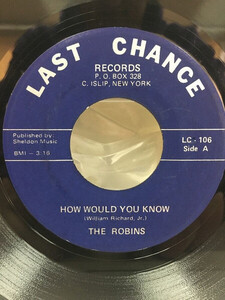 LAST CHANCE
RECORDS
P. O. BOX 328
C. ISLIP, NEW YORK
Published by:
Sheldon Music
BMI - 3:16
LC - 106
Side A
HOW WOULD YOU KNOW
(William Richard, Jr.)
THE ROBINS